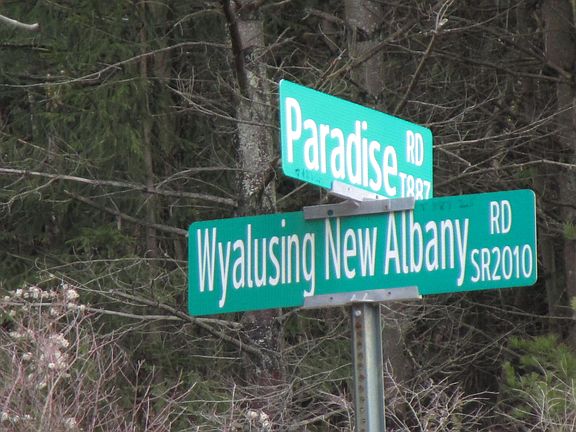 Paradise RD
T887
Wyalusing New Albany RD
SR2010